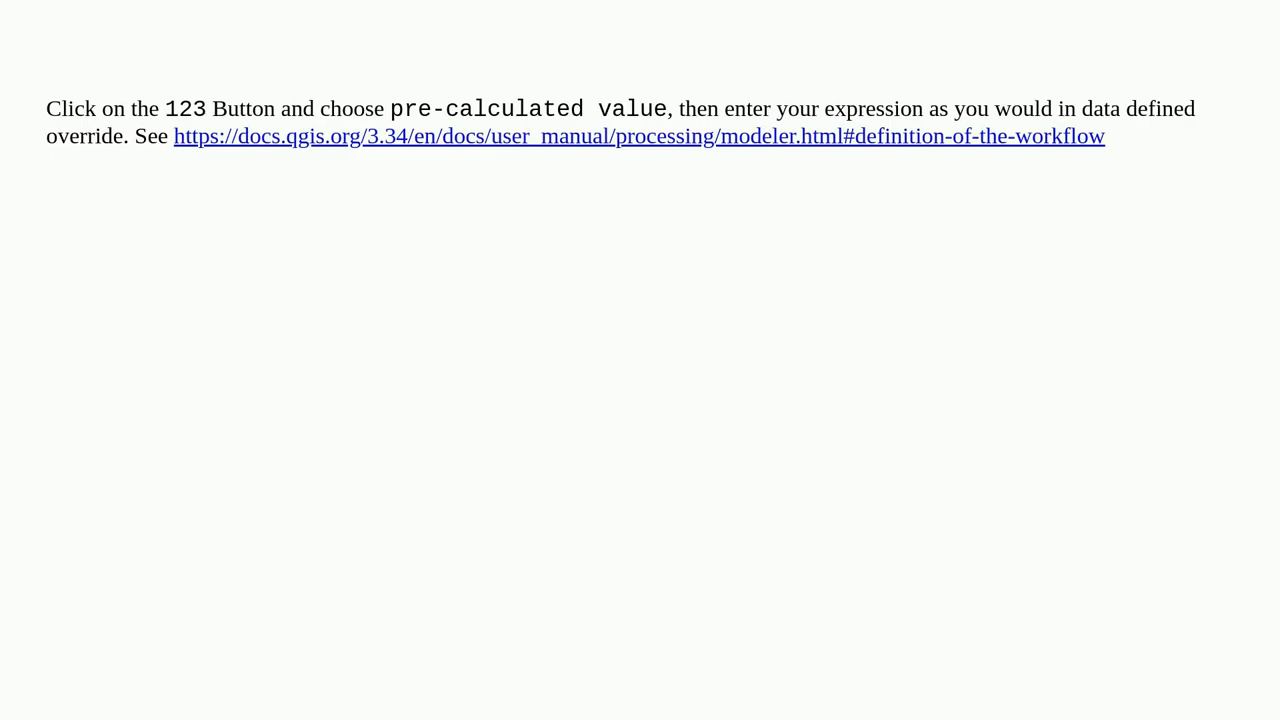 Click on the 123 Button and choose pre-calculated value, then enter your expression as you would in data defined
override. See https://docs.qgis.org/3.34/en/docs/user_manual/processing/modeler.html#definition-of-the-workflow